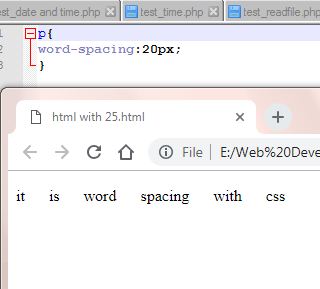 st_date and time.php test_time.php test_readfile.php
1 p{
2 word-spacing:20px;
3 }
html with 25.html
File E:/Web%20Deve
it is word spacing with css